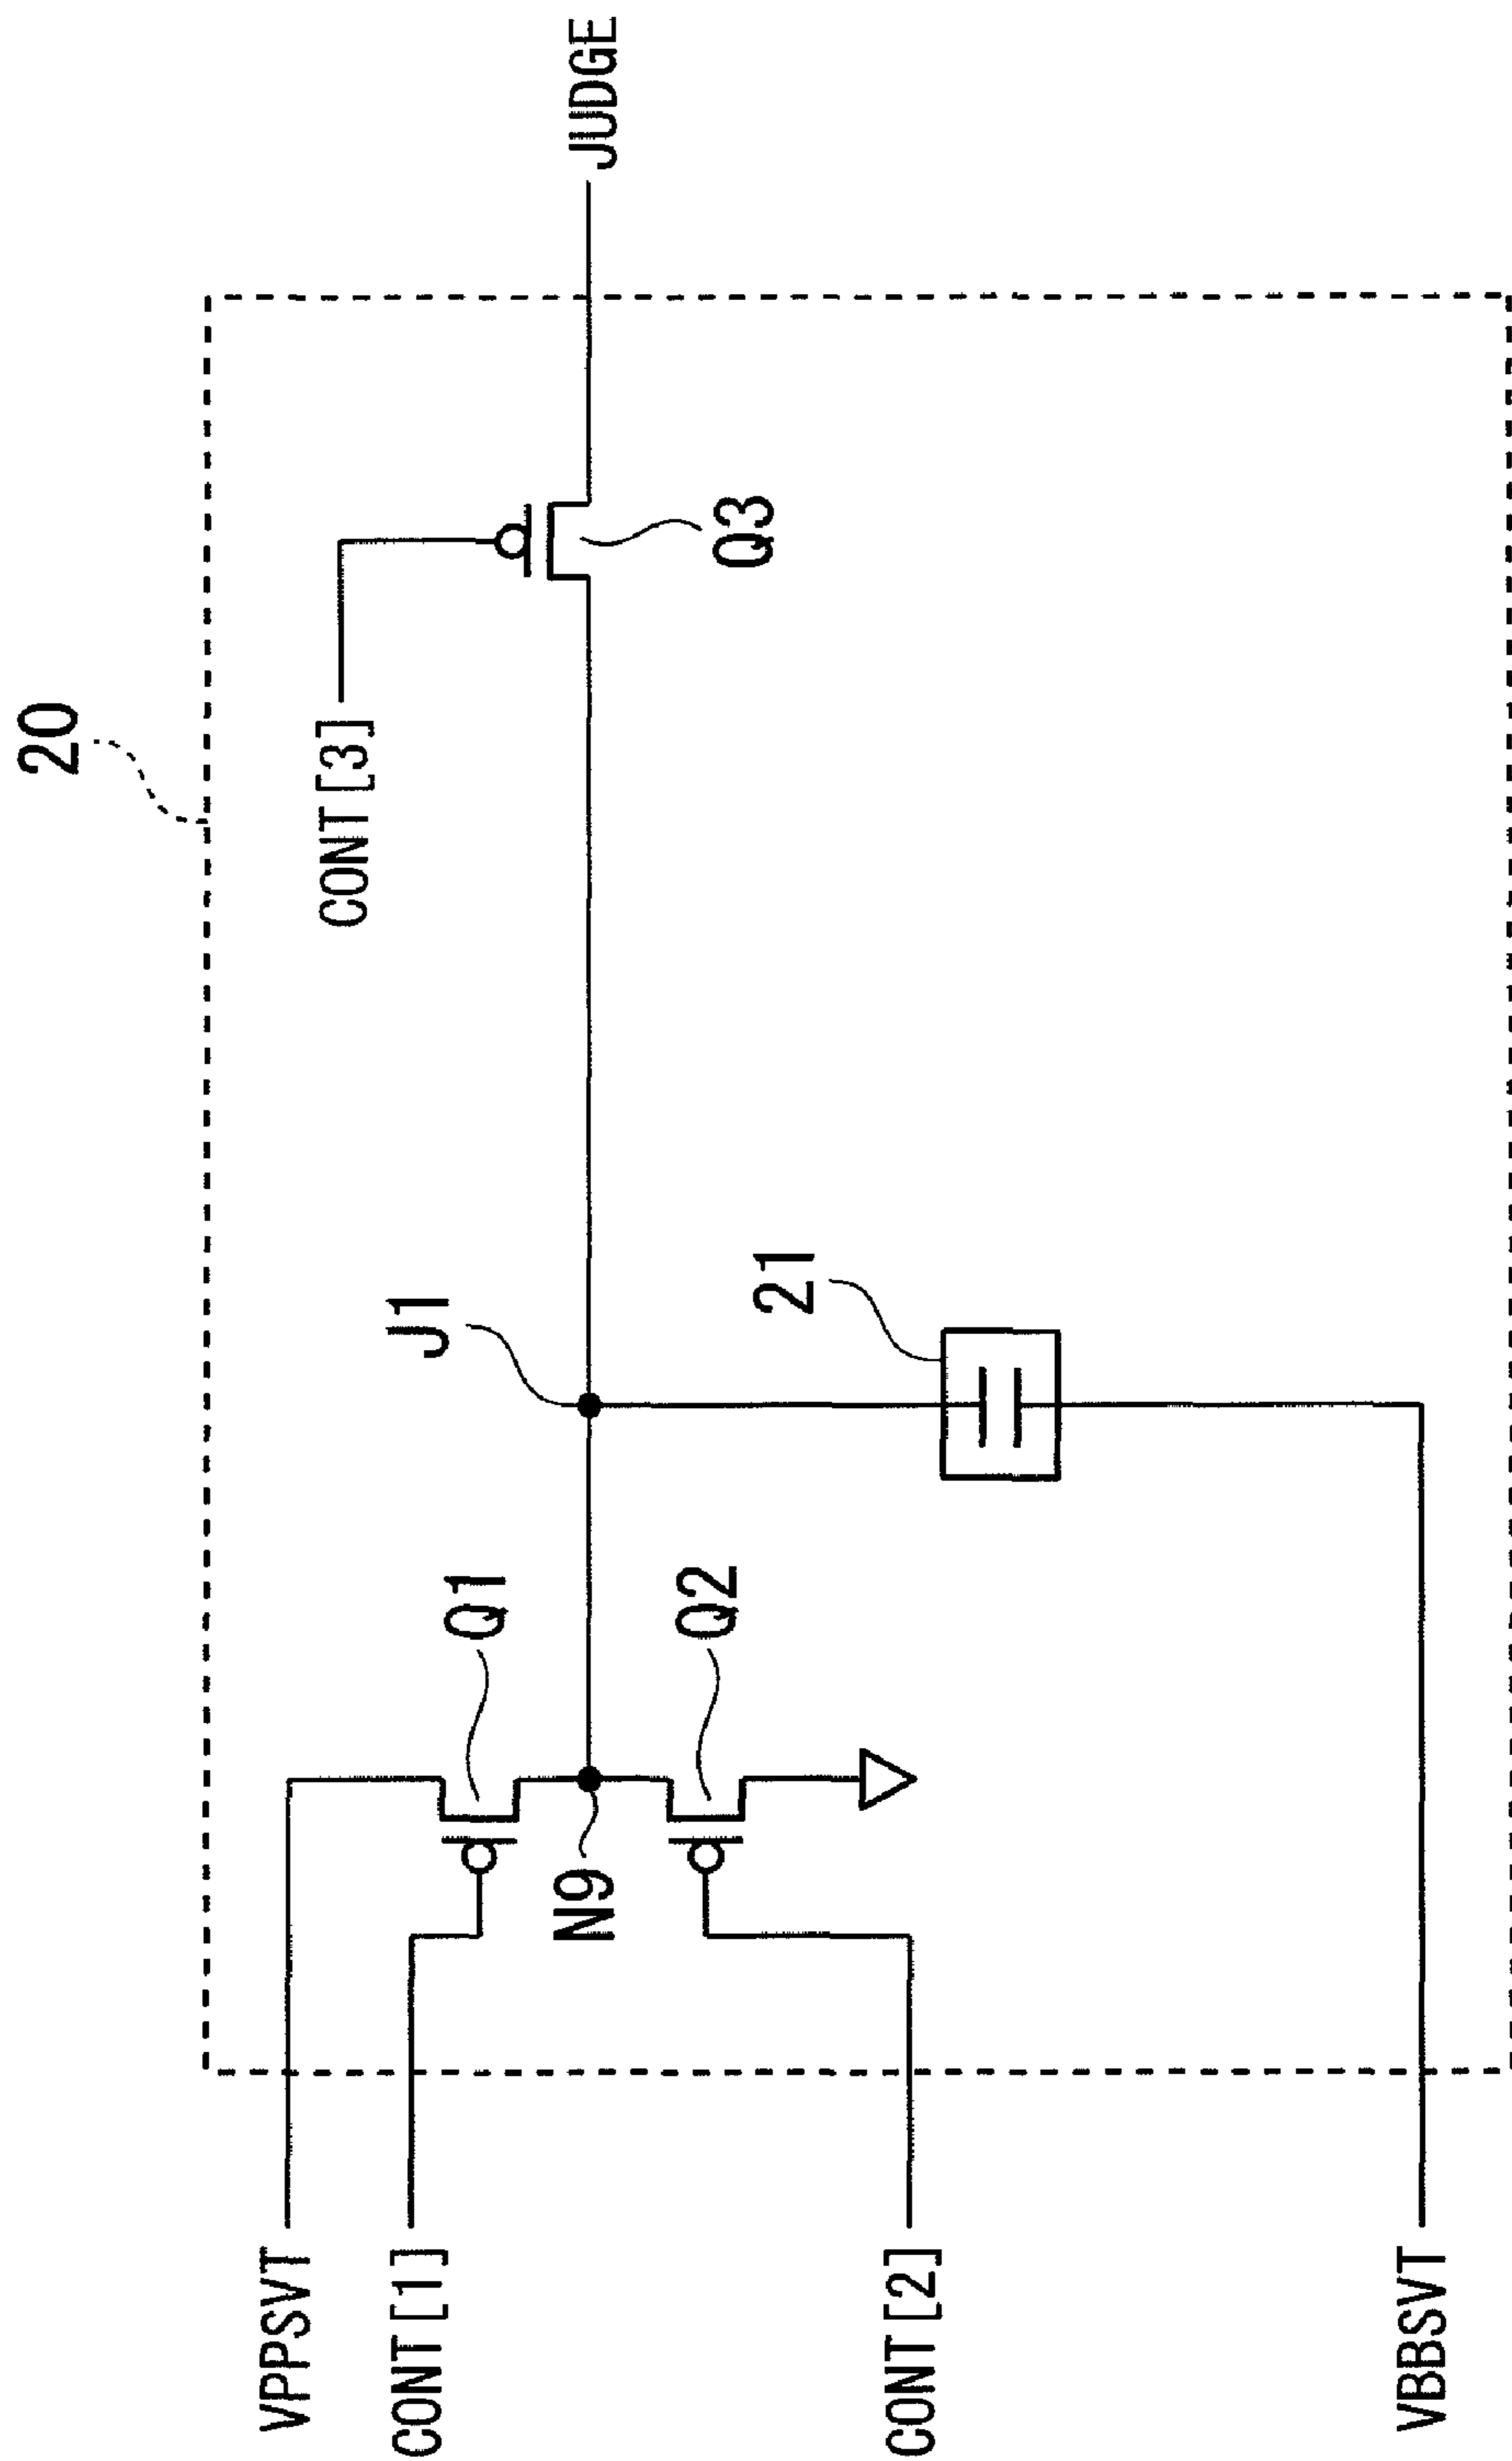 20
VPPSVT
CONT[1]
Q1
J1
CONT[3]
JUDGE
N9
Q2
21
Q3
CONT[2]
VBBSVT